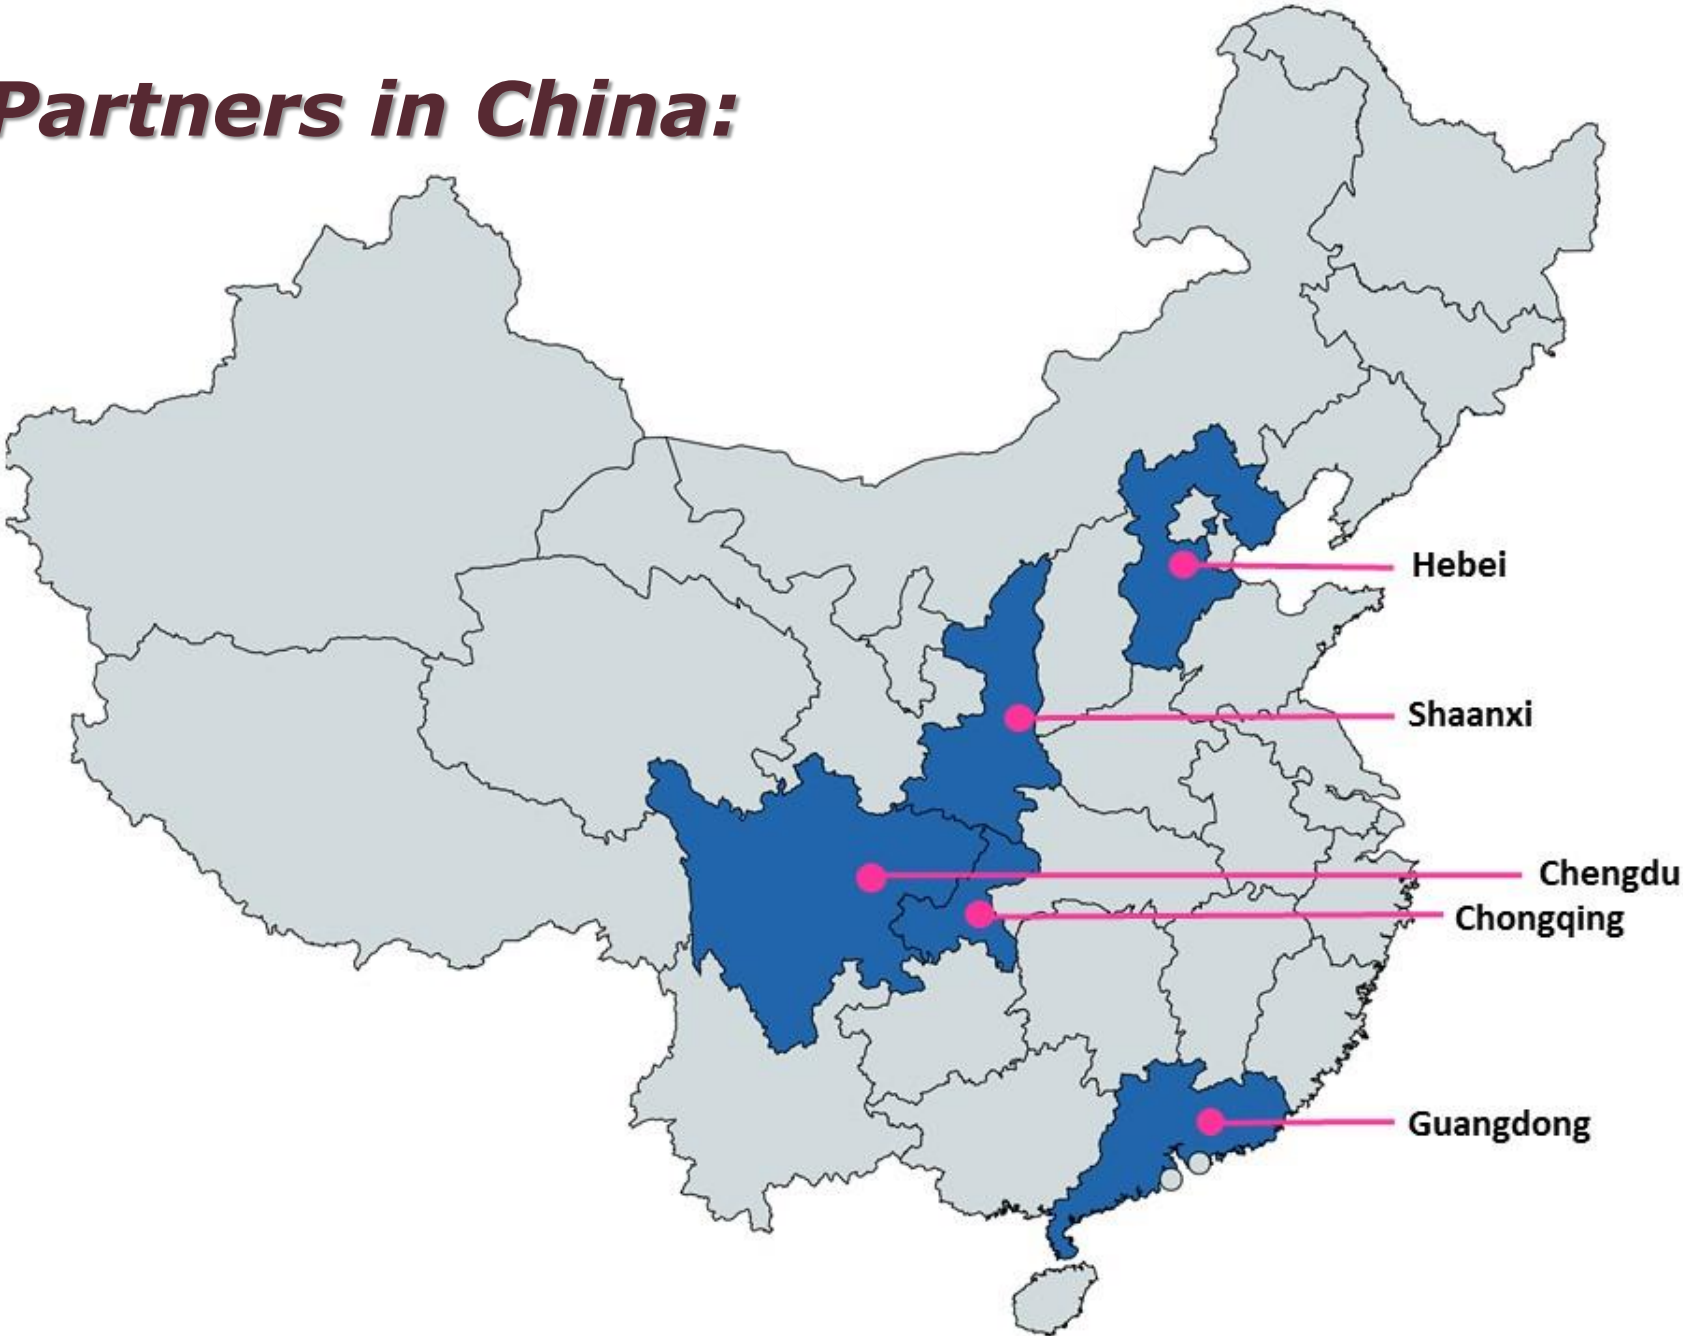 Partners in China:
Hebei
Shaanxi
Chengdu
Chongqing
Guangdong